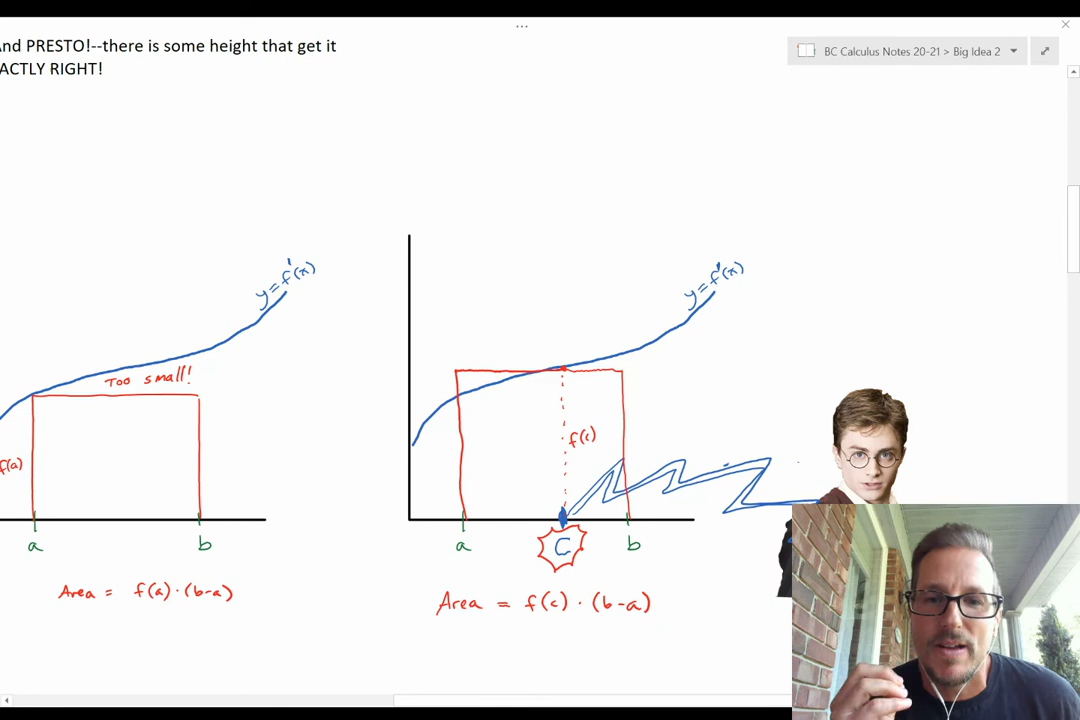 nd PRESTO!--there is some height that get it
ACTLY RIGHT!
BC Calculus Notes 20-21 > Big Idea 2
y=f'(x)
Too small!
f(a)
a
b
Area = f(a)·(b-a)
y=f'(x)
f(c)
a
C
b
Area = f(c)·(b-a)